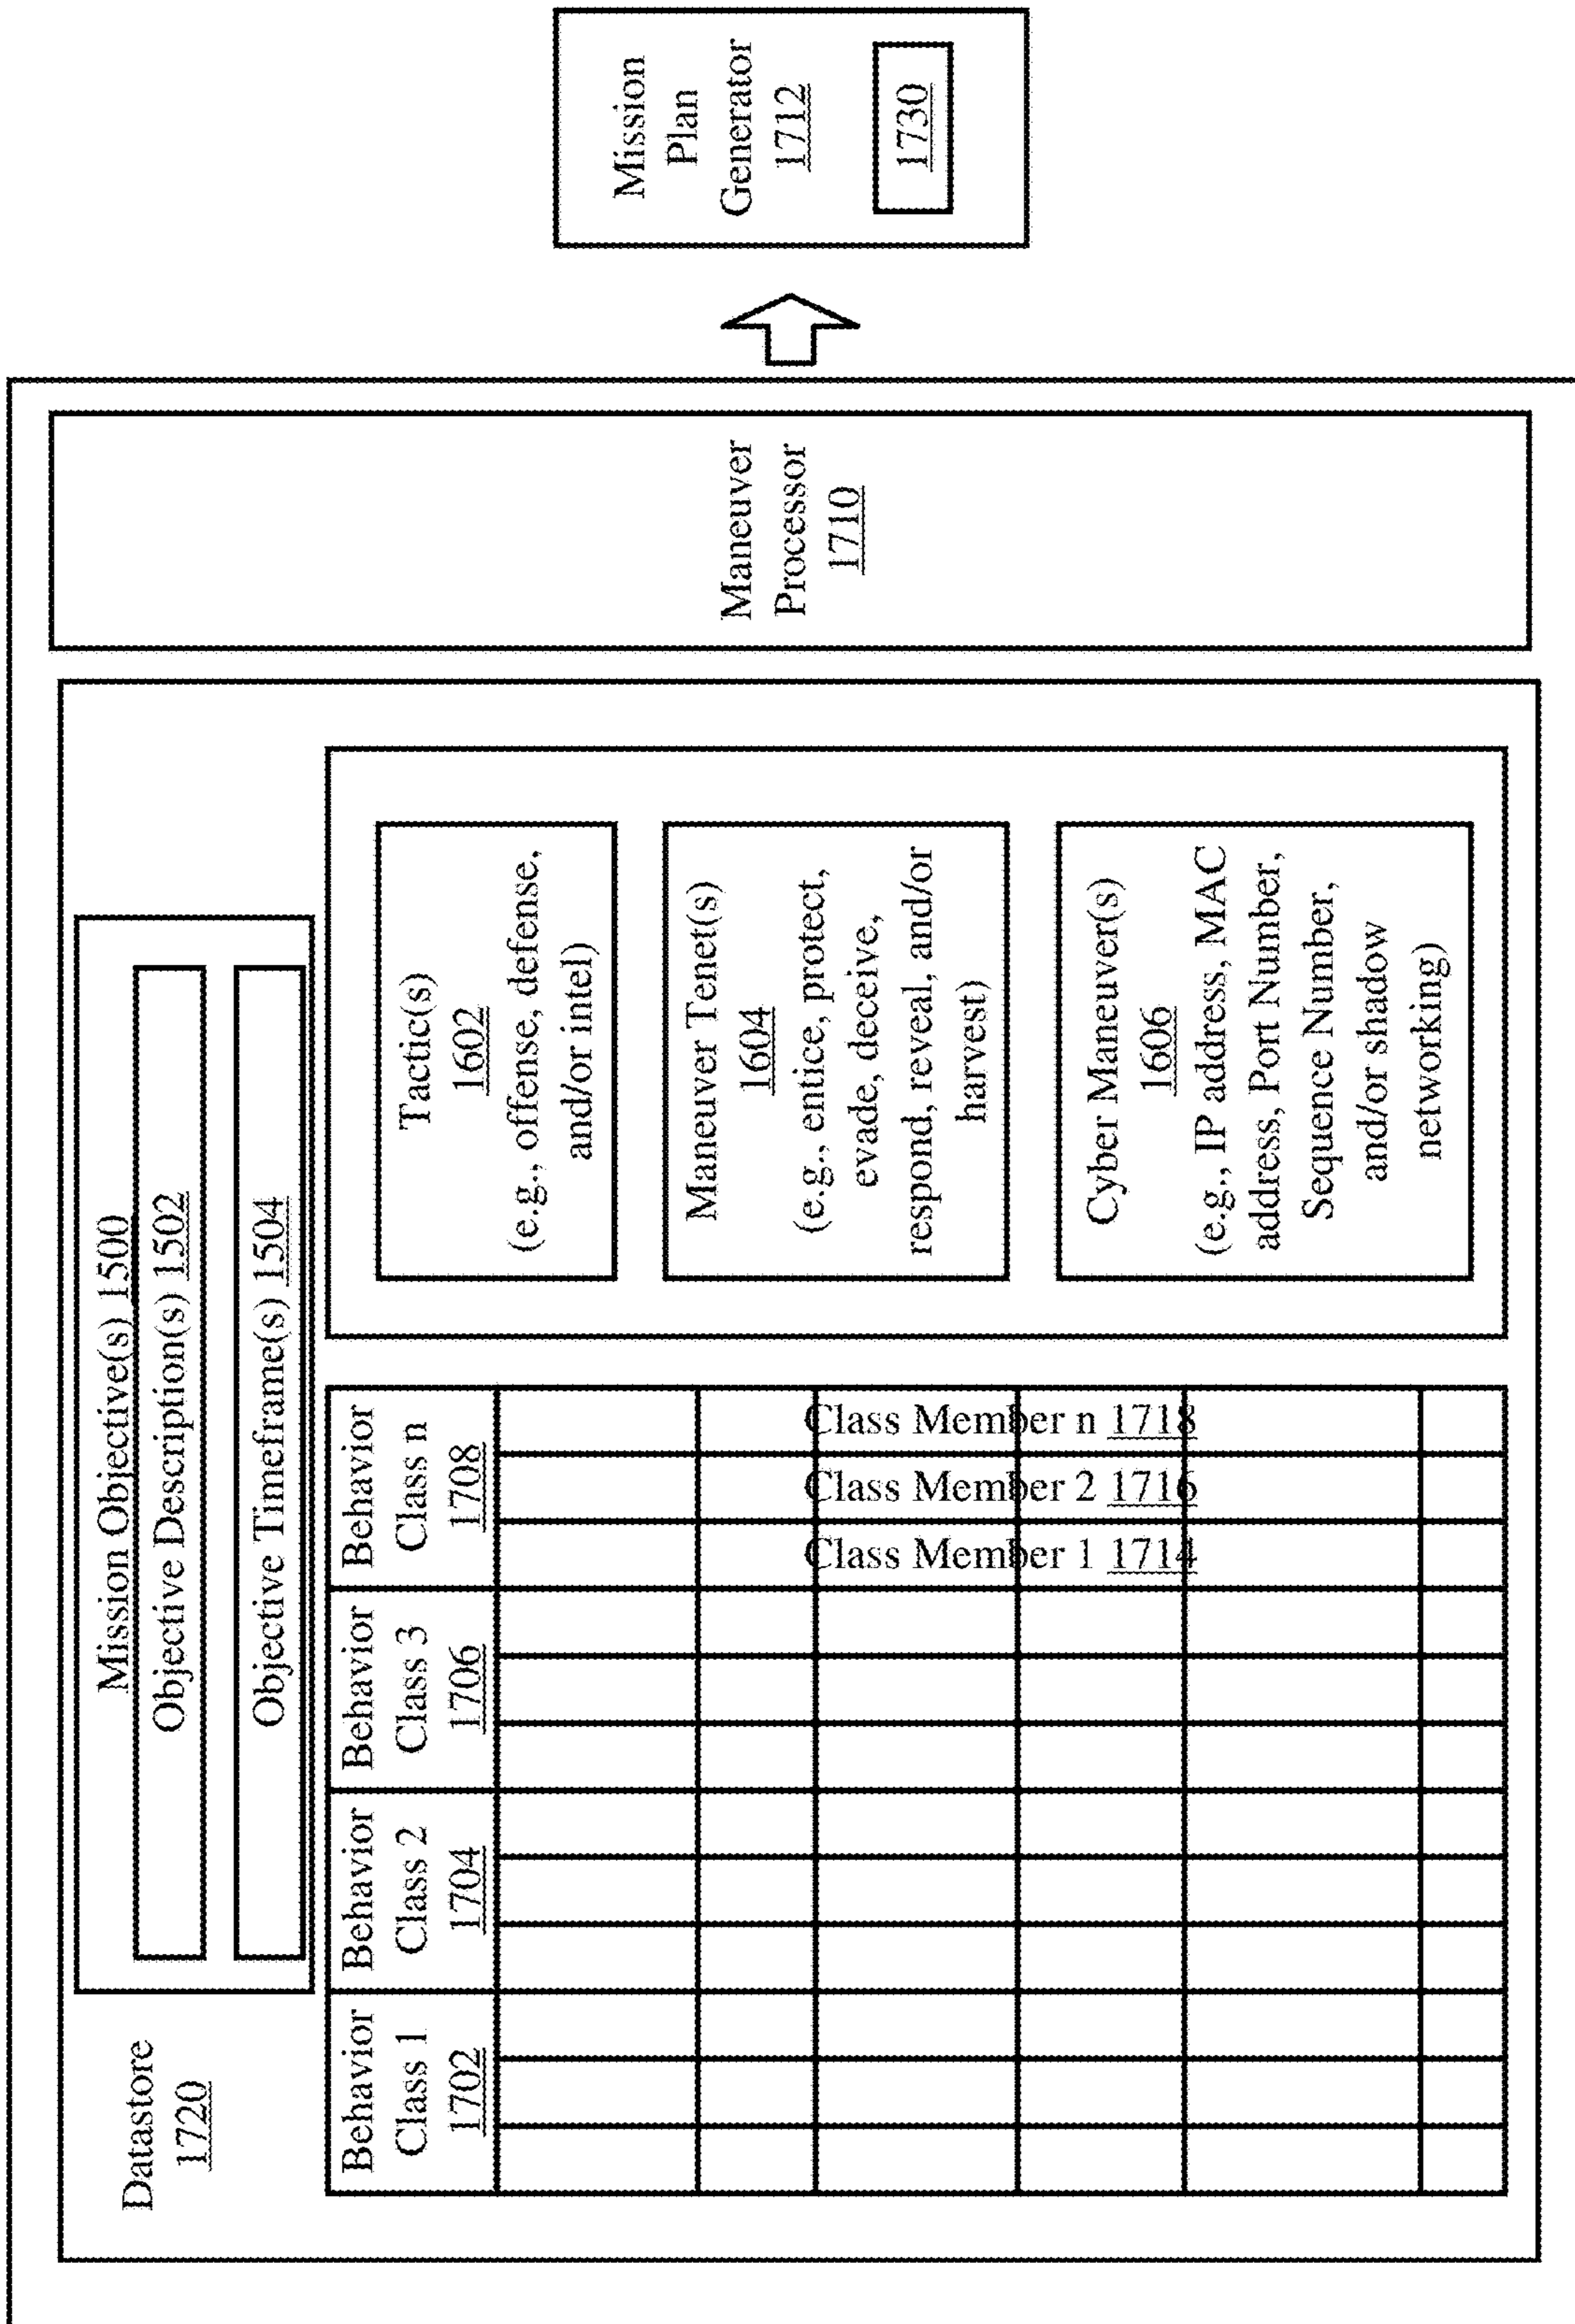 Datastore
1720
Mission Objective(s) 1500
Objective Description(s) 1502
Objective Timeframe(s) 1504
Behavior
Class 1
1702
Behavior
Class 2
1704
Behavior
Class 3
1706
Behavior
Class n
1708
Class Member 1 1714
Class Member 2 1716
Class Member n 1718
Tactic(s)
1602
(e.g., offense, defense,
and/or intel)
Maneuver Tenet(s)
1604
(e.g., entice, protect,
evade, deceive,
respond, reveal, and/or
harvest)
Cyber Maneuver(s)
1606
(e.g., IP address, MAC
address, Port Number,
Sequence Number,
and/or shadow
networking)
Maneuver
Processor
1710
Mission
Plan
Generator
1712
1730